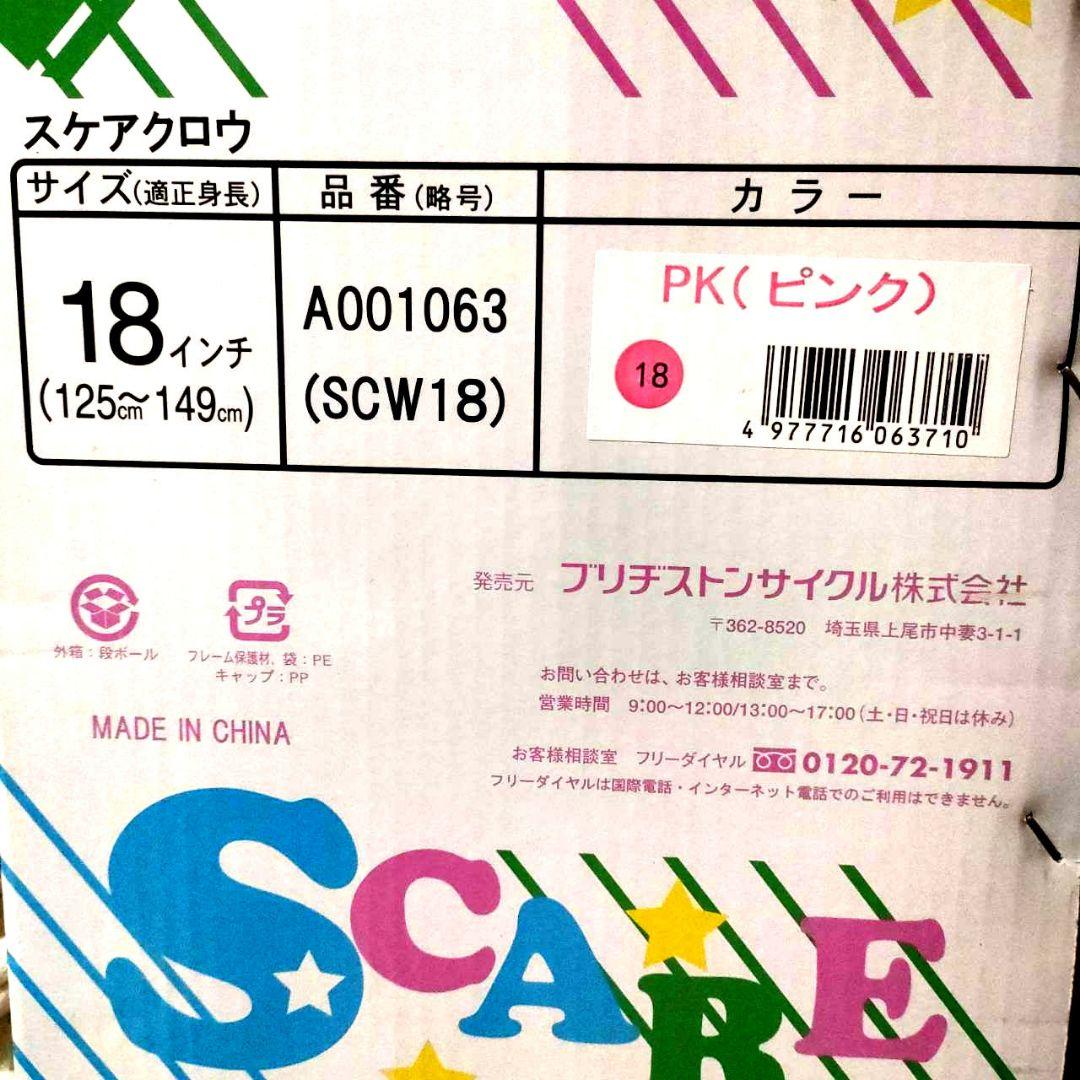 スケアクロウ
サイズ(適正身長)
品番(略号)
カラー
18インチ
(125cm〜149cm)
A001063
(SCW18)
PK(ピンク)
18
4 977716 063710
発売元 ブリヂストンサイクル株式会社
〒362-8520 埼玉県上尾市中妻3-1-1
プラ
外箱:段ボール
フレーム保護材、袋:PE
キャップ:PP
お問い合わせは、お客様相談室まで。
営業時間 9:00〜12:00/13:00〜17:00(土・日・祝日は休み)
MADE IN CHINA
お客様相談室 フリーダイヤル 0120-72-1911
フリーダイヤルは国際電話・インターネット電話でのご利用はできません。
SCARE